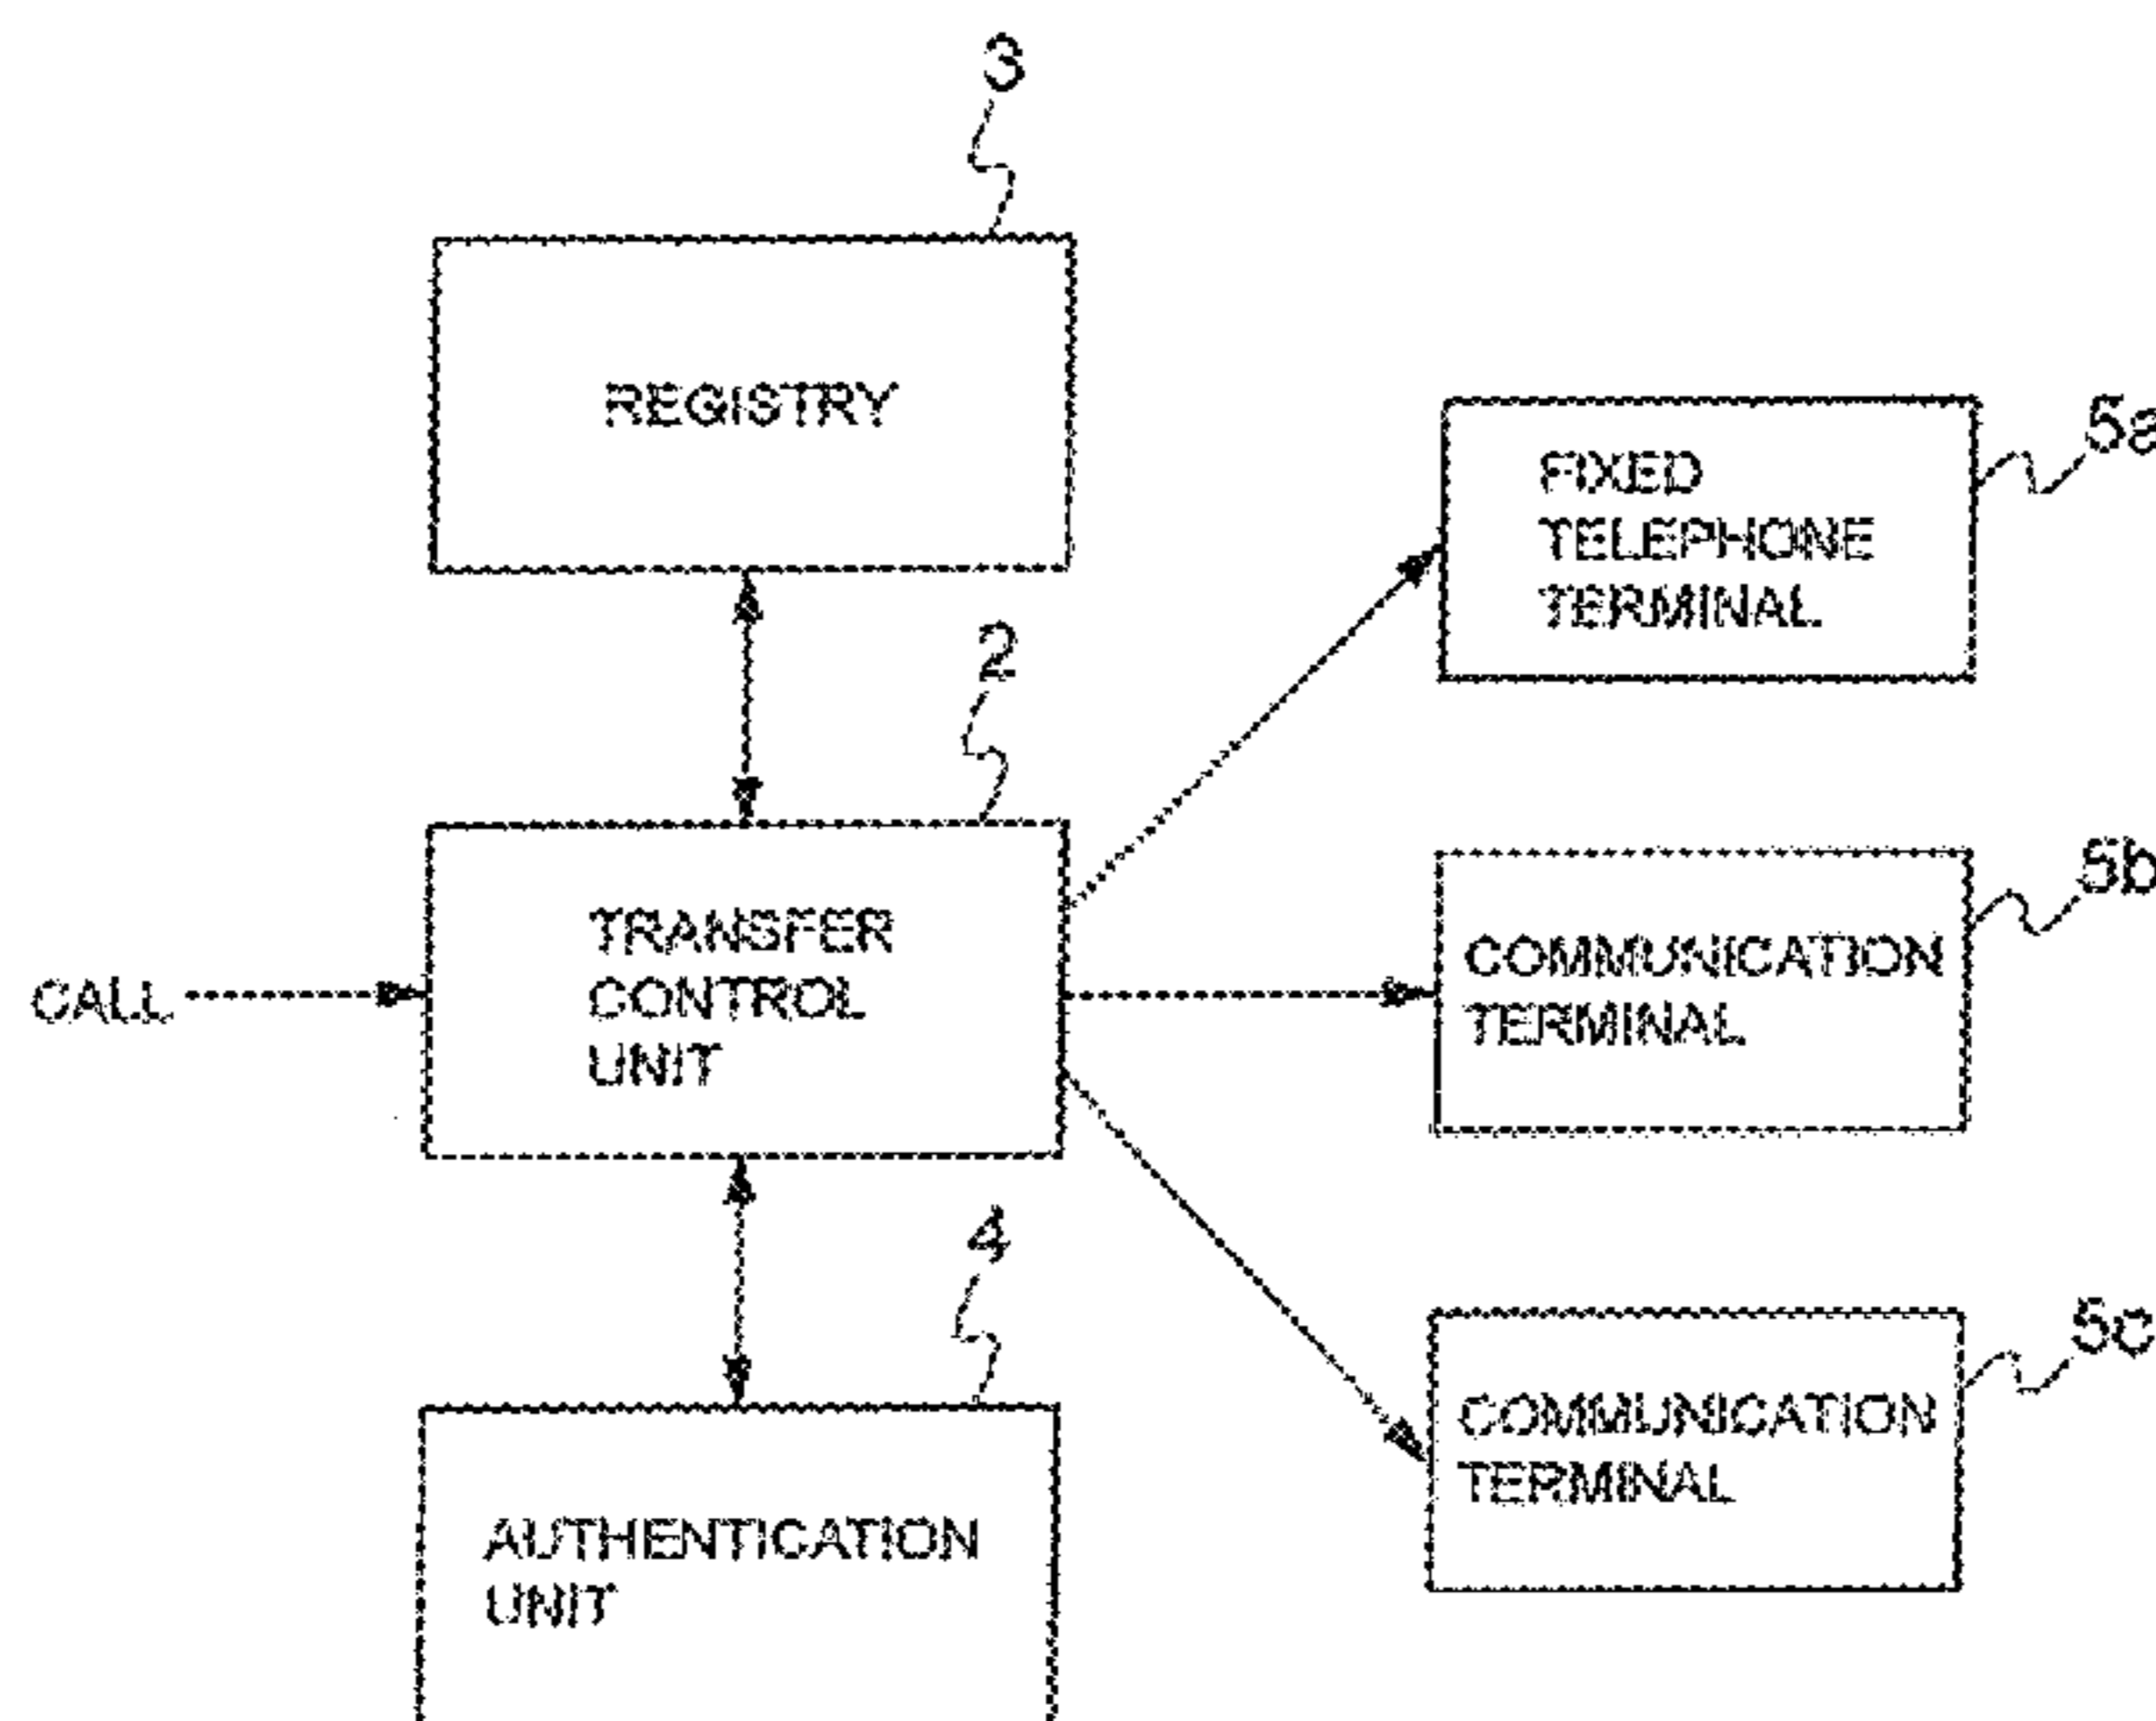 3
REGISTRY
5a
FIXED
TELEPHONE
TERMINAL
2
TRANSFER
CONTROL
UNIT
CALL
5b
COMMUNICATION
TERMINAL
4
5c
COMMUNICATION
TERMINAL
AUTHENTICATION
UNIT